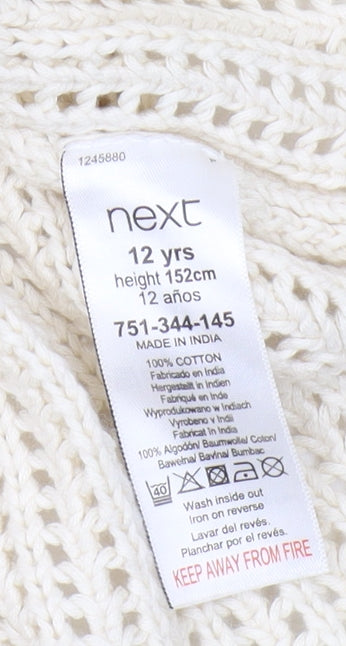 1245880
next
12 yrs
height 152cm
12 años
751-344-145
MADE IN INDIA
100% COTTON
Fabricado en India
Hergestellt in Indien
Fabriqué en Inde
Wyprodukowano w Indiach
Vyrobeno v Indii
Fabricat în India
100% Algodón/ Baumwolle/ Coton/
Bawełna/ Bavlna/ Bumbac
40
Wash inside out
Iron on reverse
Lavar del revés.
Planchar por el revés.
KEEP AWAY FROM FIRE